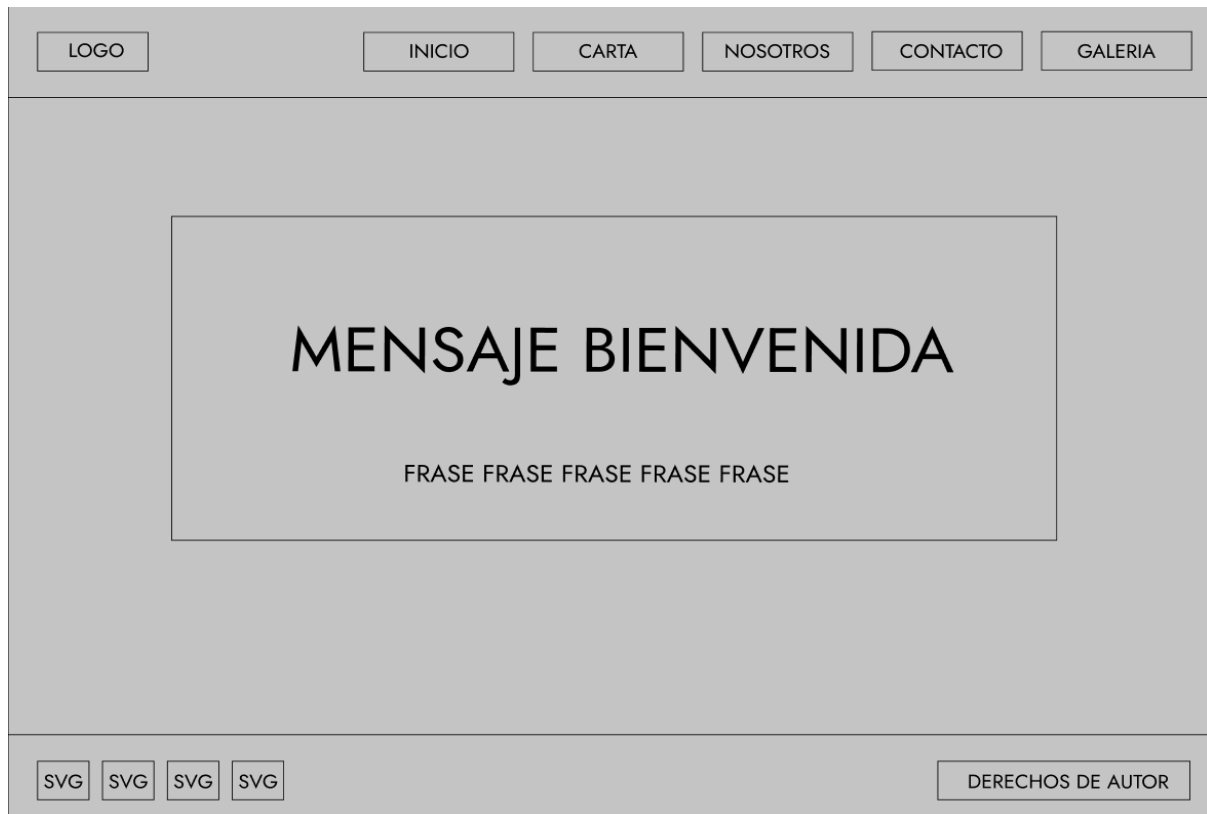 LOGO INICIO CARTA NOSOTROS CONTACTO GALERIA
MENSAJE BIENVENIDA
FRASE FRASE FRASE FRASE FRASE
SVG SVG SVG SVG DERECHOS DE AUTOR